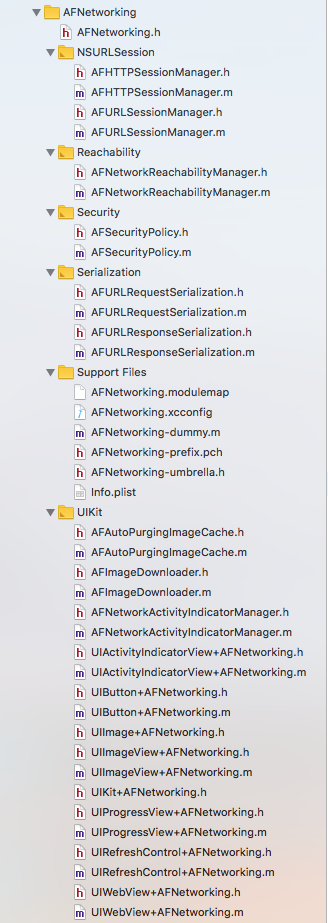 AFNetworking
AFNetworking.h
NSURLSession
AFHTTPSessionManager.h
AFHTTPSessionManager.m
AFURLSessionManager.h
AFURLSessionManager.m
Reachability
AFNetworkReachabilityManager.h
AFNetworkReachabilityManager.m
Security
AFSecurityPolicy.h
AFSecurityPolicy.m
Serialization
AFURLRequestSerialization.h
AFURLRequestSerialization.m
AFURLResponseSerialization.h
AFURLResponseSerialization.m
Support Files
AFNetworking.modulemap
AFNetworking.xcconfig
AFNetworking-dummy.m
AFNetworking-prefix.pch
AFNetworking-umbrella.h
Info.plist
UIKit
AFAutoPurgingImageCache.h
AFAutoPurgingImageCache.m
AFImageDownloader.h
AFImageDownloader.m
AFNetworkActivityIndicatorManager.h
AFNetworkActivityIndicatorManager.m
UIActivityIndicatorView+AFNetworking.h
UIActivityIndicatorView+AFNetworking.m
UIButton+AFNetworking.h
UIButton+AFNetworking.m
UIImage+AFNetworking.h
UIImageView+AFNetworking.h
UIImageView+AFNetworking.m
UIKit+AFNetworking.h
UIProgressView+AFNetworking.h
UIProgressView+AFNetworking.m
UIRefreshControl+AFNetworking.h
UIRefreshControl+AFNetworking.m
UIWebView+AFNetworking.h
UIWebView+AFNetworking.m